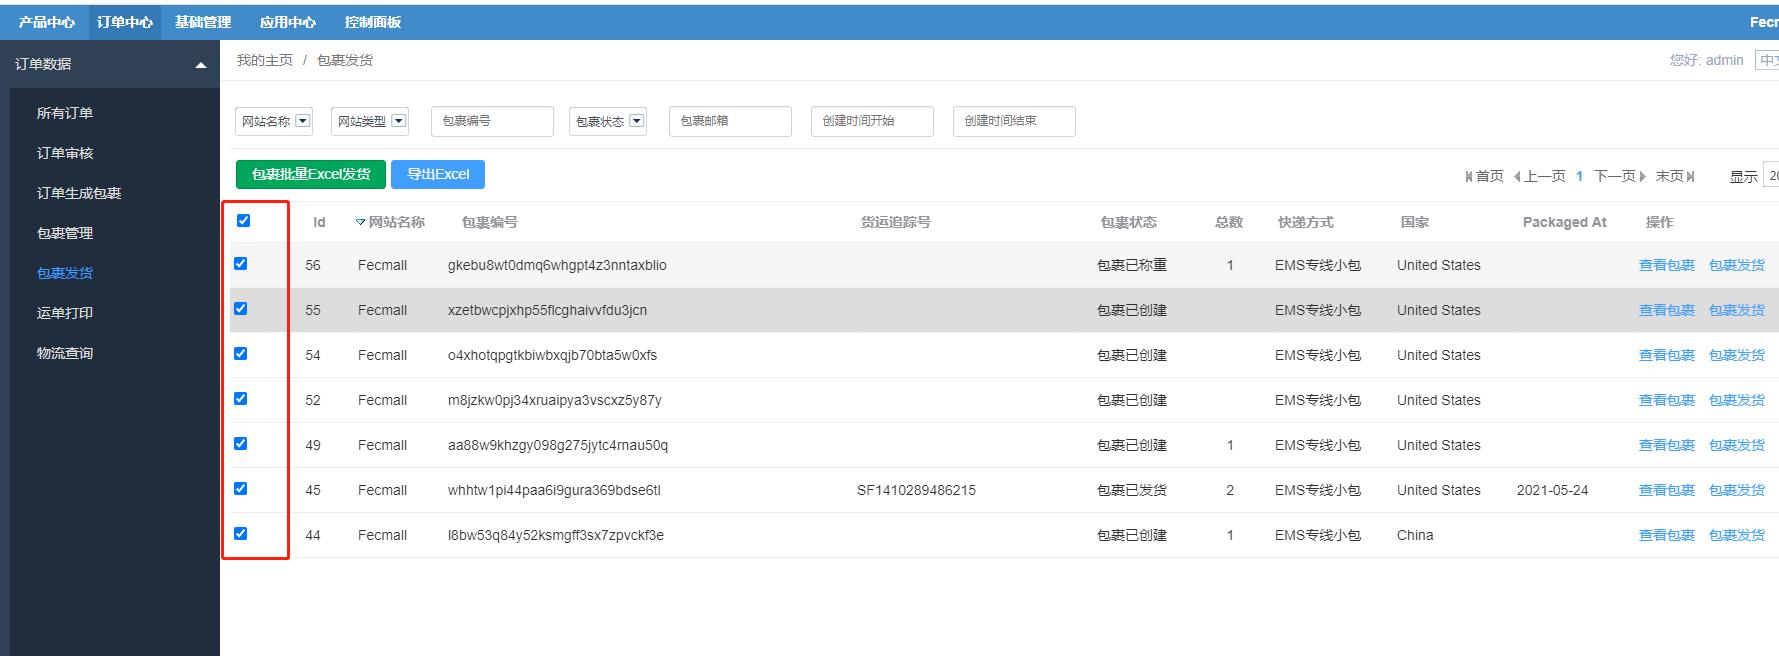 产品中心 订单中心 基础管理 应用中心 控制面板
订单数据
所有订单
订单审核
订单生成包裹
包裹管理
包裹发货
运单打印
物流查询
我的主页 / 包裹发货 您好: admin
网站名称 网站类型 包裹编号 包裹状态 包裹邮箱 创建时间开始 创建时间结束
包裹批量Excel发货 导出Excel 首页 上一页 1 下一页 末页 显示
Id 网站名称 包裹编号 货运追踪号 包裹状态 总数 快递方式 国家 Packaged At 操作
56 Fecmall gkebu8wt0dmq6whgpt4z3nntaxblio 包裹已称重 1 EMS专线小包 United States 查看包裹 包裹发货
55 Fecmall xzetbwcpjxhp55flcghaivvfdu3jcn 包裹已创建 EMS专线小包 United States 查看包裹 包裹发货
54 Fecmall o4xhotqpgtkbiwbxqjb70bta5w0xfs 包裹已创建 EMS专线小包 United States 查看包裹 包裹发货
52 Fecmall m8jzkw0pj34xruaipya3vscxz5y87y 包裹已创建 EMS专线小包 United States 查看包裹 包裹发货
49 Fecmall aa88w9khzgy098g275jytc4rnau50q 包裹已创建 1 EMS专线小包 United States 查看包裹 包裹发货
45 Fecmall whhtw1pi44paa6i9gura369bdse6tl SF1410289486215 包裹已发货 2 EMS专线小包 United States 2021-05-24 查看包裹 包裹发货
44 Fecmall l8bw53q84y52ksmgff3sx7zpvckf3e 包裹已创建 1 EMS专线小包 China 查看包裹 包裹发货